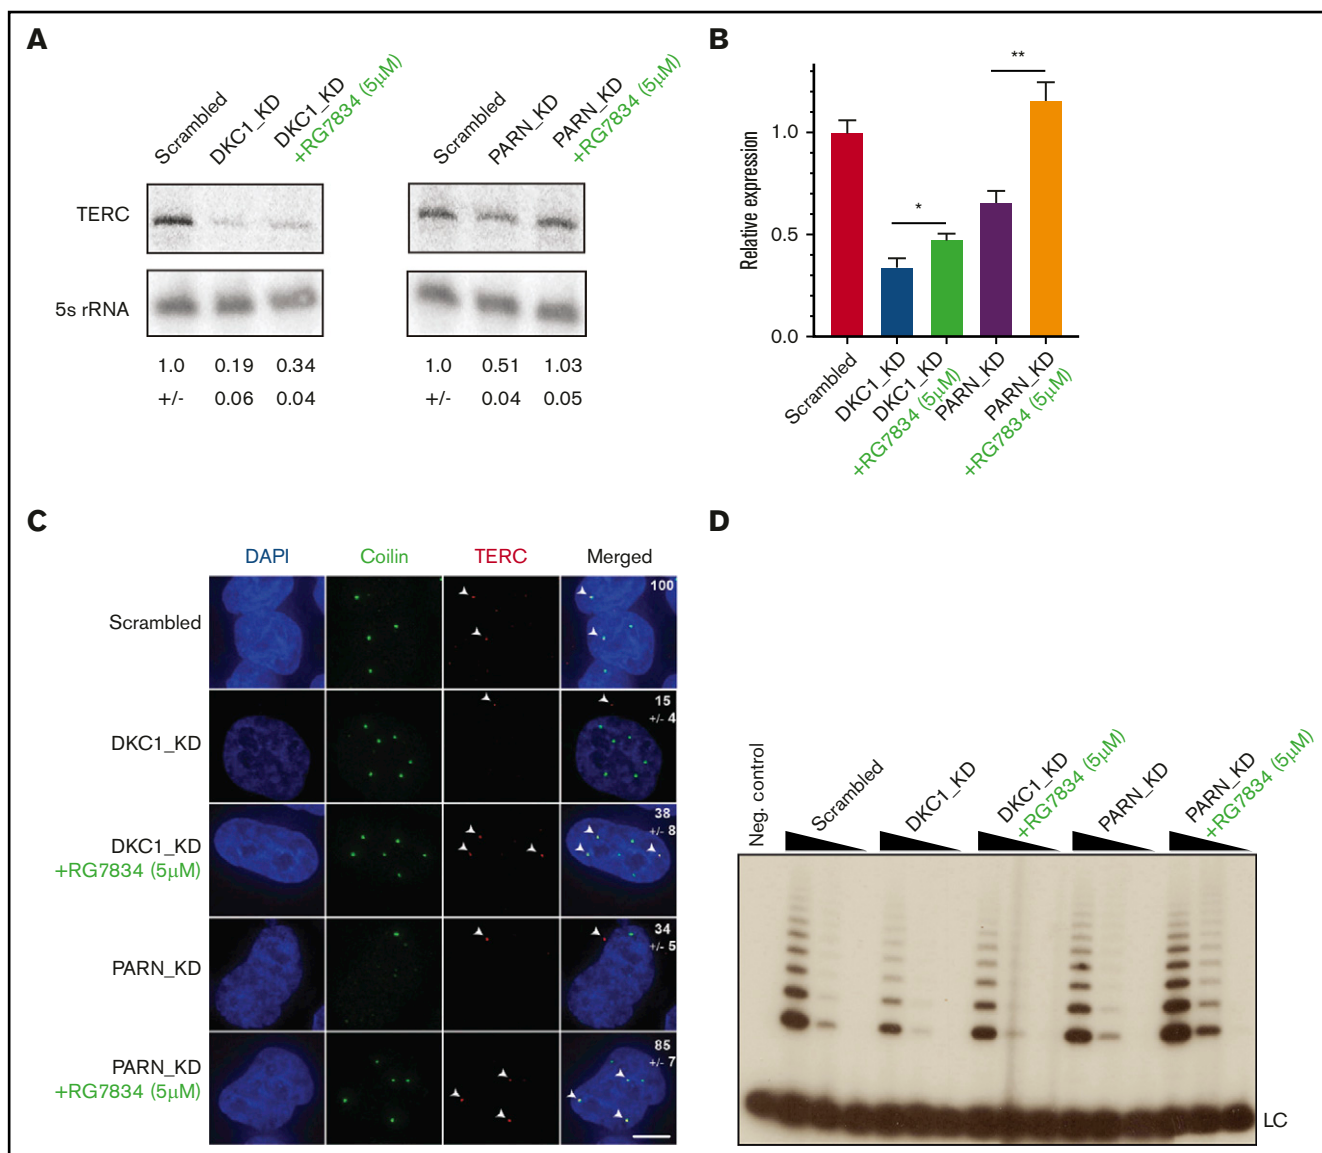 A
Scrambled
DKC1_KD
DKC1_KD
+RG7834 (5µM)
Scrambled
PARN_KD
PARN_KD
+RG7834 (5µM)
TERC
5s rRNA
1.0 0.19 0.34 1.0 0.51 1.03
+/- 0.06 0.04 +/- 0.04 0.05
B
**
*
Relative expression
1.0
0.5
0.0
Scrambled
DKC1_KD
DKC1_KD
+RG7834 (5µM)
PARN_KD
PARN_KD
+RG7834 (5µM)
C
DAPI Coilin TERC Merged
Scrambled
100
DKC1_KD
15
+/- 4
DKC1_KD
+RG7834 (5µM)
38
+/- 8
PARN_KD
34
+/- 5
PARN_KD
+RG7834 (5µM)
85
+/- 7
D
Neg. control
Scrambled
DKC1_KD
DKC1_KD
+RG7834 (5µM)
PARN_KD
PARN_KD
+RG7834 (5µM)
LC